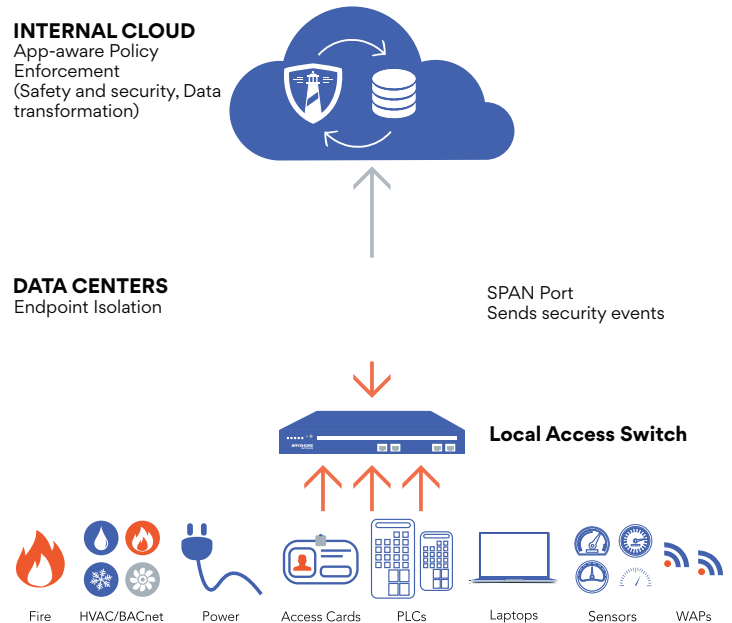 INTERNAL CLOUD
App-aware Policy
Enforcement
(Safety and security, Data
transformation)
DATA CENTERS
Endpoint Isolation
SPAN Port
Sends security events
BAYSHORE
Local Access Switch
Fire
HVAC/BACnet
Power
Access Cards
PLCs
Laptops
Sensors
WAPs